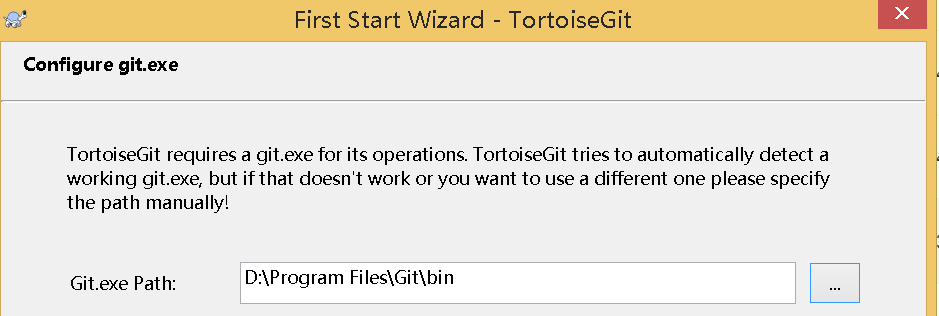 First Start Wizard - TortoiseGit
Configure git.exe
TortoiseGit requires a git.exe for its operations. TortoiseGit tries to automatically detect a
working git.exe, but if that doesn't work or you want to use a different one please specify
the path manually!
Git.exe Path:
D:\Program Files\Git\bin
...